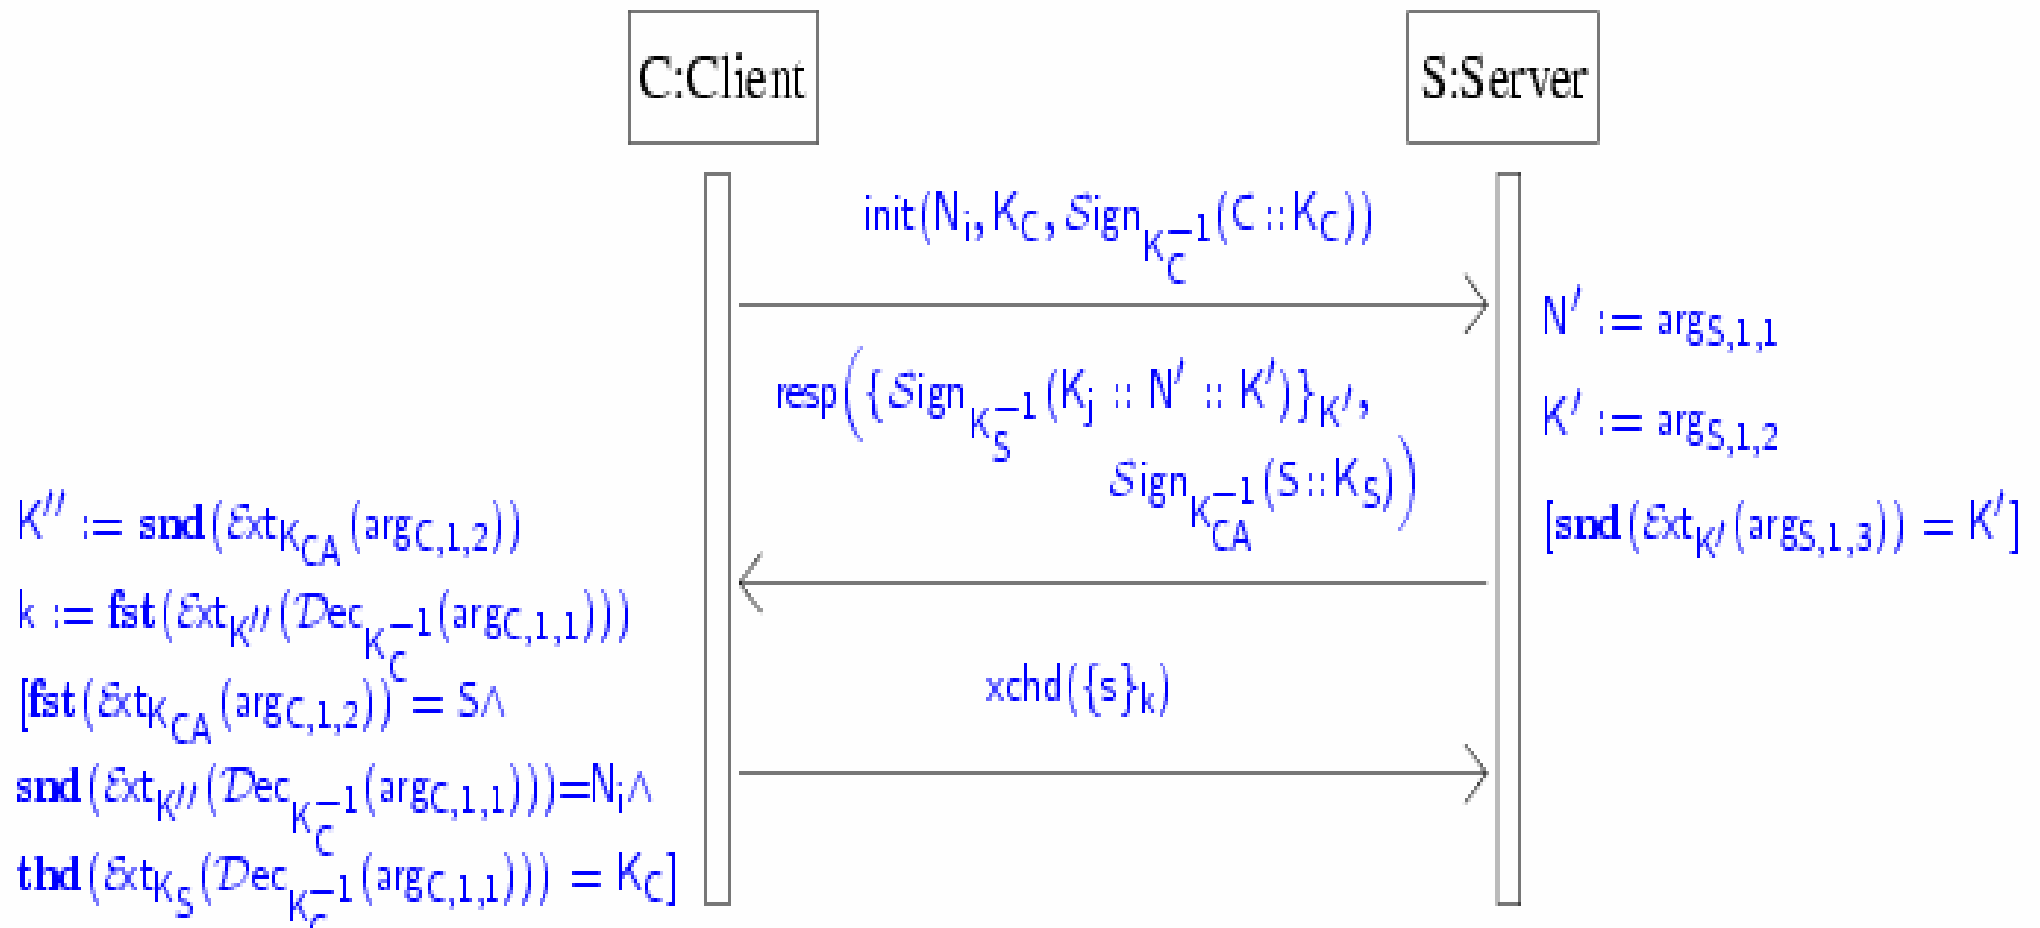 C:Client
S:Server
init(N_i, K_C, 𝒮ign_{K_C^{-1}}(C :: K_C))
N′ := arg_{S,1,1}
resp({𝒮ign_{K_S^{-1}}(K_j :: N′ :: K′)}_{K′},
K′ := arg_{S,1,2}
𝒮ign_{K_{CA}^{-1}}(S :: K_S))
[snd(ℰxt_{K′}(arg_{S,1,3})) = K′]
K′′ := snd(ℰxt_{K_{CA}}(arg_{C,1,2}))
k := fst(ℰxt_{K′′}(𝒟ec_{K_C^{-1}}(arg_{C,1,1})))
[fst(ℰxt_{K_{CA}}(arg_{C,1,2})) = S∧
snd(ℰxt_{K′′}(𝒟ec_{K_C^{-1}}(arg_{C,1,1})))=N_i∧
thd(ℰxt_{K_S}(𝒟ec_{K_C^{-1}}(arg_{C,1,1}))) = K_C]
xchd({s}_k)